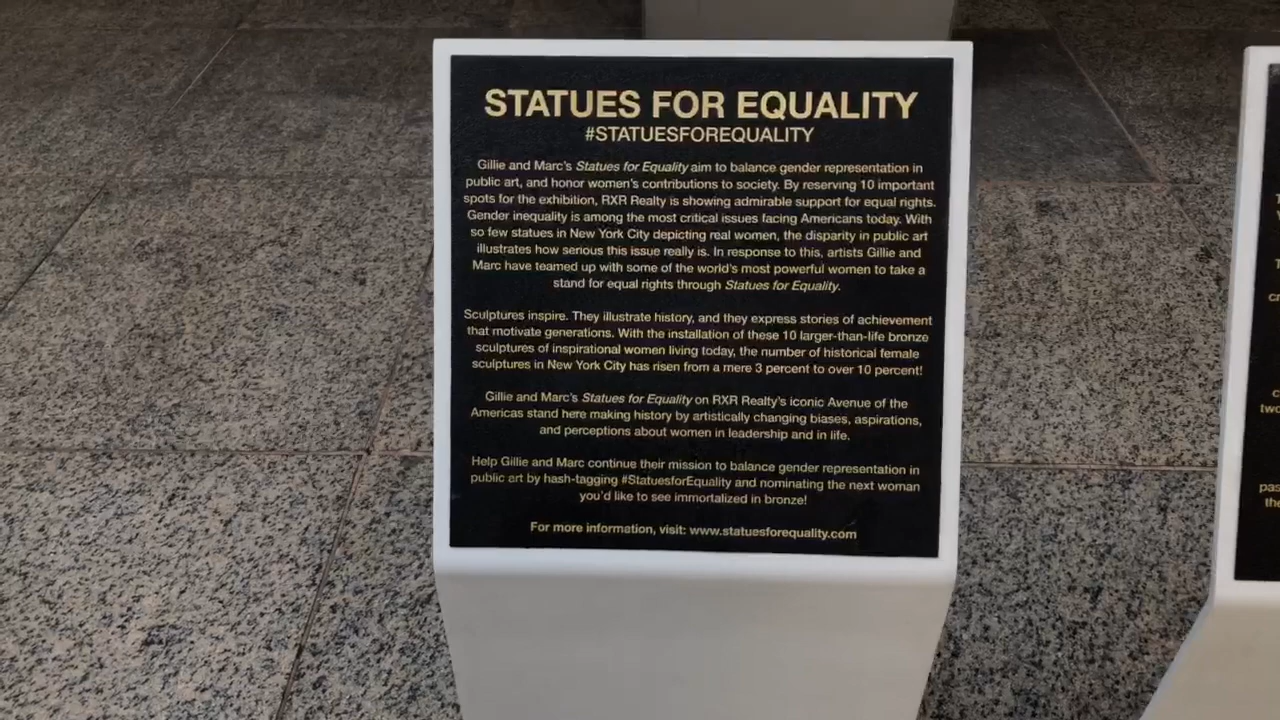 STATUES FOR EQUALITY
#STATUESFOREQUALITY
Gillie and Marc's Statues for Equality aim to balance gender representation in
public art, and honor women's contributions to society. By reserving 10 important
spots for the exhibition, RXR Realty is showing admirable support for equal rights.
Gender inequality is among the most critical issues facing Americans today. With
so few statues in New York City depicting real women, the disparity in public art
illustrates how serious this issue really is. In response to this, artists Gillie and
Marc have teamed up with some of the world's most powerful women to take a
stand for equal rights through Statues for Equality.
Sculptures inspire. They illustrate history, and they express stories of achievement
that motivate generations. With the installation of these 10 larger-than-life bronze
sculptures of inspirational women living today, the number of historical female
sculptures in New York City has risen from a mere 3 percent to over 10 percent!
Gillie and Marc's Statues for Equality on RXR Realty's iconic Avenue of the
Americas stand here making history by artistically changing biases, aspirations,
and perceptions about women in leadership and in life.
Help Gillie and Marc continue their mission to balance gender representation in
public art by hash-tagging #StatuesforEquality and nominating the next woman
you'd like to see immortalized in bronze!
For more information, visit: www.statuesforequality.com